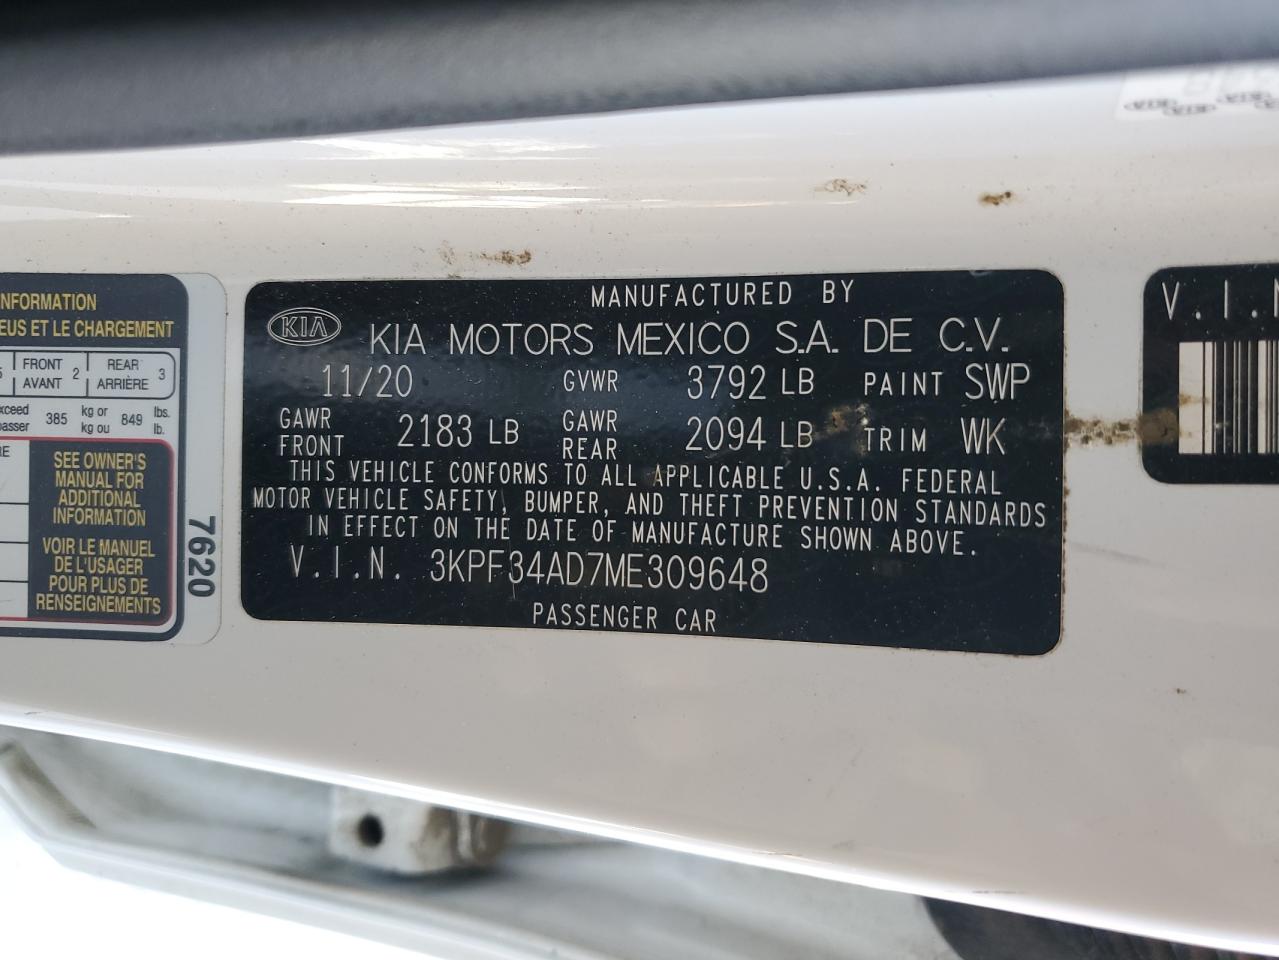 NFORMATION
EUS ET LE CHARGEMENT
FRONT
AVANT 2
REAR
ARRIÈRE 3
385 kg or
kg ou 849 lbs.
lb.
SEE OWNER'S
MANUAL FOR
ADDITIONAL
INFORMATION
VOIR LE MANUEL
DE L'USAGER
POUR PLUS DE
RENSEIGNEMENTS
7620
MANUFACTURED BY
KIA KIA MOTORS MEXICO S.A. DE C.V.
11/20 GVWR 3792 LB PAINT SWP
GAWR
FRONT 2183 LB GAWR
REAR 2094 LB TRIM WK
THIS VEHICLE CONFORMS TO ALL APPLICABLE U.S.A. FEDERAL
MOTOR VEHICLE SAFETY, BUMPER, AND THEFT PREVENTION STANDARDS
IN EFFECT ON THE DATE OF MANUFACTURE SHOWN ABOVE.
V.I.N. 3KPF34AD7ME309648
PASSENGER CAR
V.I.N